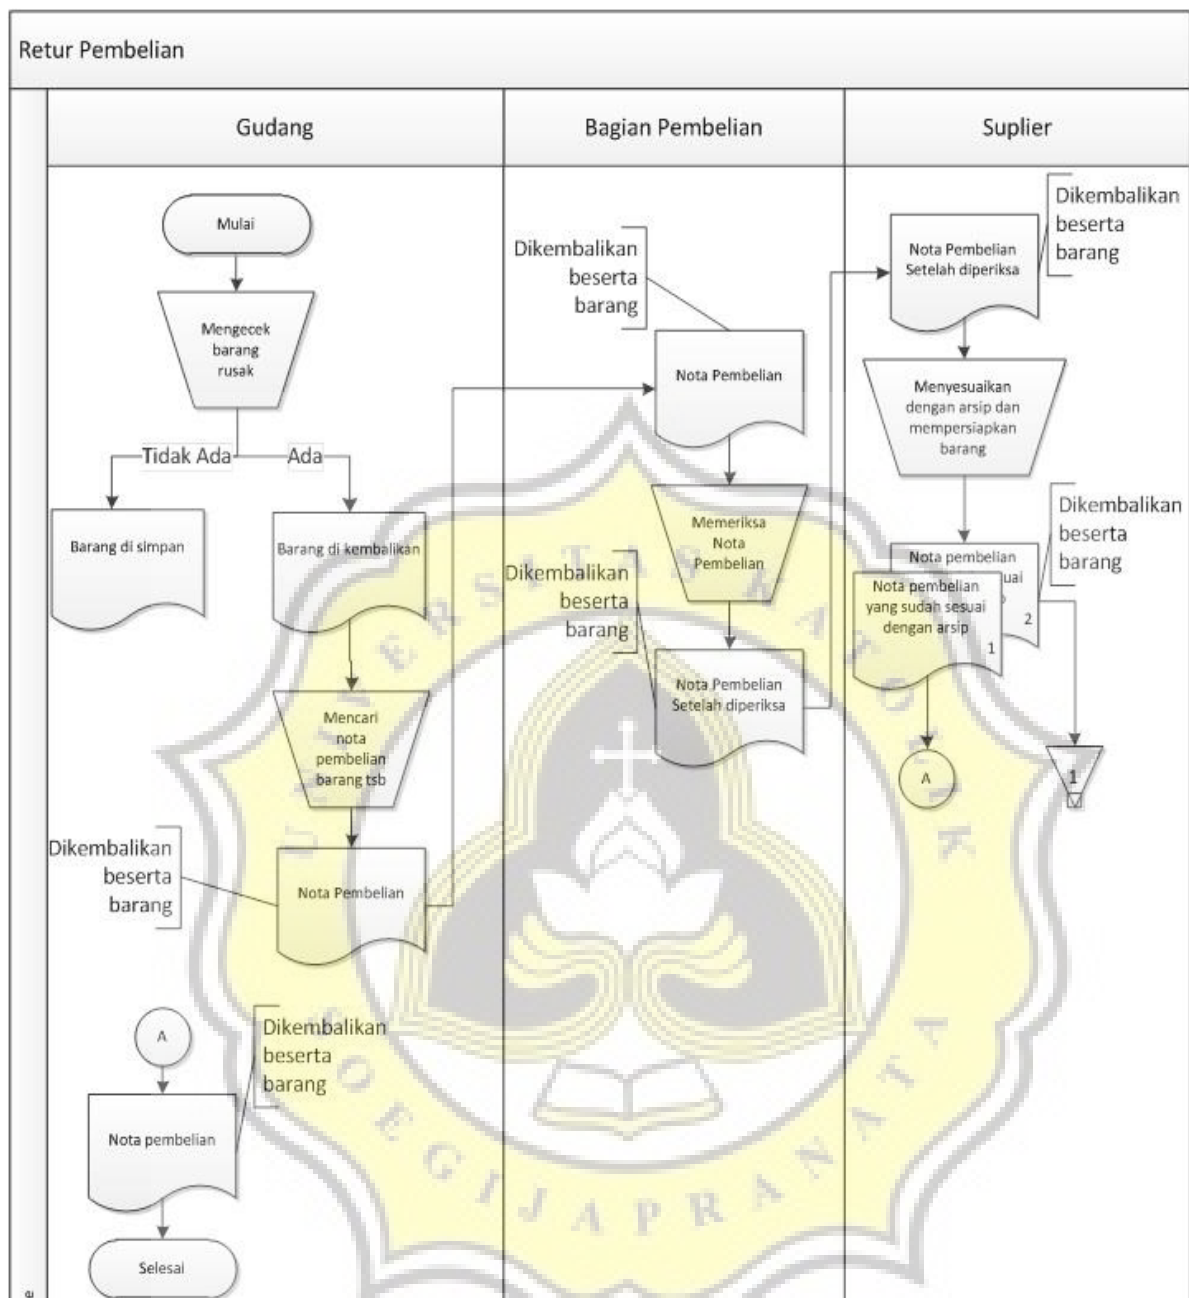 Retur Pembelian
Gudang
Bagian Pembelian
Suplier
Mulai
Mengecek
barang
rusak
Tidak Ada
Ada
Barang di simpan
Barang di kembalikan
Mencari
nota
pembelian
barang tsb
Dikembalikan
beserta
barang
Nota Pembelian
A
Dikembalikan
beserta
barang
Nota pembelian
Selesai
Dikembalikan
beserta
barang
Nota Pembelian
Memeriksa
Nota
Pembelian
Dikembalikan
beserta
barang
Nota Pembelian
Setelah diperiksa
Dikembalikan
beserta
barang
Nota Pembelian
Setelah diperiksa
Menyesuaikan
dengan arsip dan
mempersiapkan
barang
Dikembalikan
beserta
barang
Nota pembelian
2
Nota pembelian
yang sudah sesuai
dengan arsip
1
A
1
UNIVERSITAS KATOLIK
SOEGIJAPRANATA